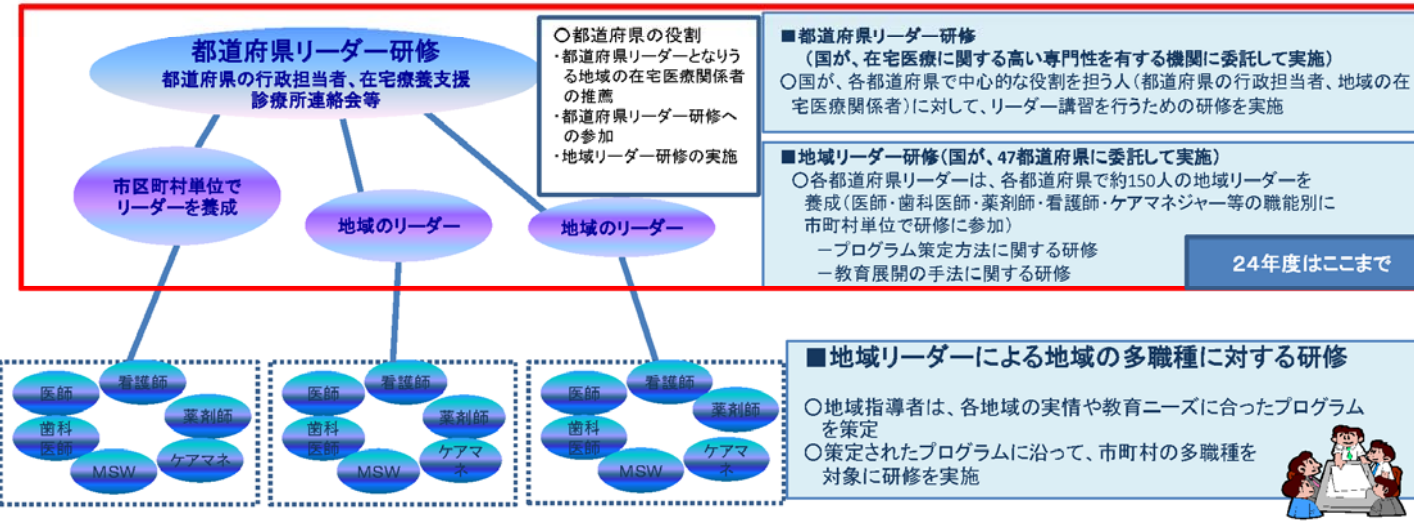 都道府県リーダー研修
都道府県の行政担当者、在宅療養支援
診療所連絡会等
市区町村単位で
リーダーを養成
地域のリーダー
地域のリーダー
○都道府県の役割
・都道府県リーダーとなりう
る地域の在宅医療関係者
の推薦
・都道府県リーダー研修へ
の参加
・地域リーダー研修の実施
■都道府県リーダー研修
（国が、在宅医療に関する高い専門性を有する機関に委託して実施）
○国が、各都道府県で中心的な役割を担う人（都道府県の行政担当者、地域の在
宅医療関係者）に対して、リーダー講習を行うための研修を実施
■地域リーダー研修（国が、47都道府県に委託して実施）
○各都道府県リーダーは、各都道府県で約150人の地域リーダーを
養成（医師・歯科医師・薬剤師・看護師・ケアマネジャー等の職能別に
市町村単位で研修に参加）
－プログラム策定方法に関する研修
－教育展開の手法に関する研修
24年度はここまで
医師
看護師
薬剤師
歯科
医師
MSW
ケアマネ
医師
看護師
薬剤師
歯科
医師
MSW
ケアマ
ネ
医師
看護師
薬剤師
歯科
医師
MSW
ケアマ
ネ
■地域リーダーによる地域の多職種に対する研修
○地域指導者は、各地域の実情や教育ニーズに合ったプログラム
を策定
○策定されたプログラムに沿って、市町村の多職種を
対象に研修を実施